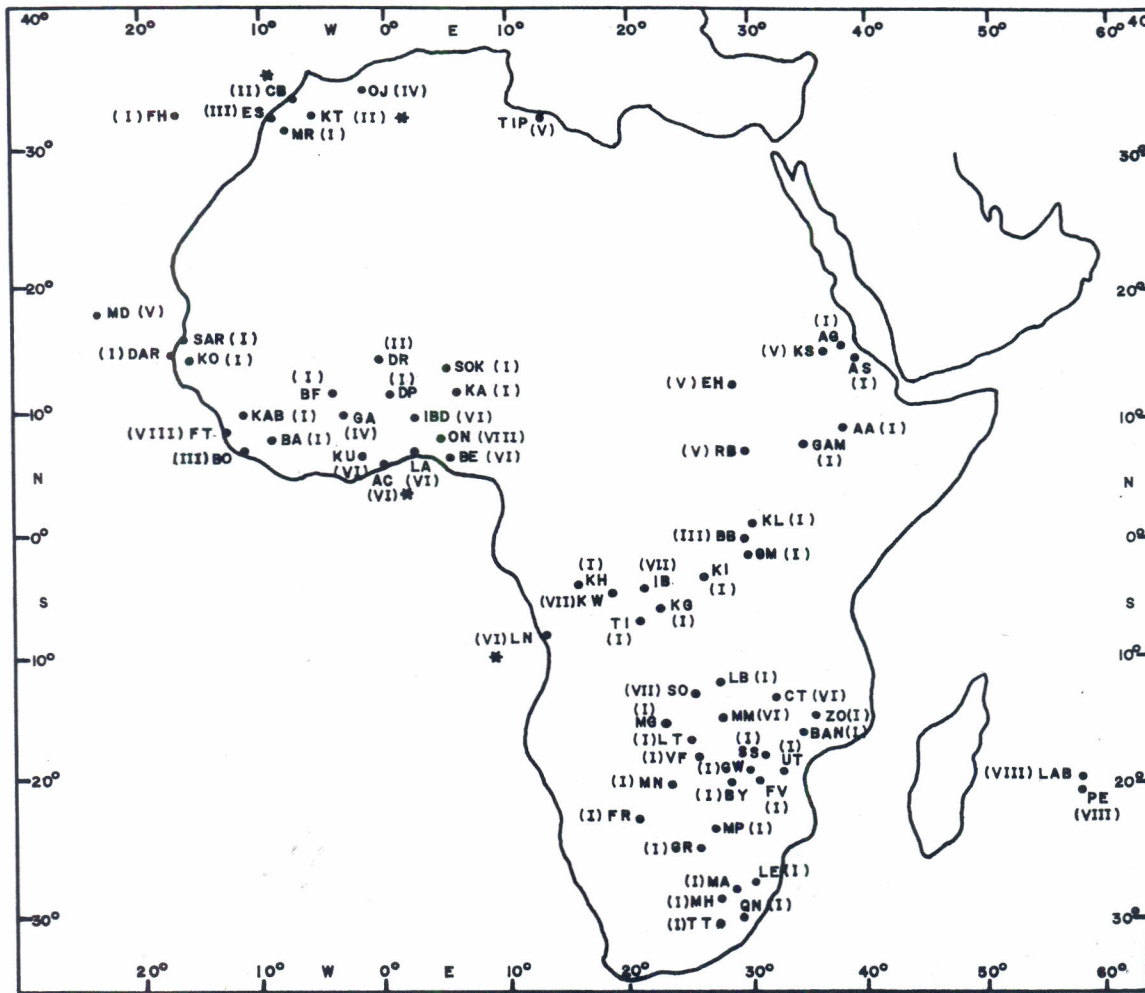 40° 20° 10° W 0° E 10° 20° 30° 40° 50° 60° 40°
*
(II) CB OJ (IV)
(I) FH (III) ES KT (II) * TIP (V)
MR (I)
30° 30°
20° 20°
MD (V)
SAR (I)
(I) DAR KO (I)
(II) DR
SOK (I)
(I) AG
(V) KS
AS (I)
(I) BF
(I) DP
KA (I)
(V) EH
10° 10°
KAB (I)
GA (IV)
IBD (VI)
AA (I)
(VIII) FT
BA (I)
ON (VIII)
GAM (I)
(III) BO
KU (VI)
LA (VI)
BE (VI)
(V) RB
AC (VI) *
N N
KL (I)
0° (III) BB 0°
GM (I)
(I) KH
(VII) IB
KI (I)
(VII) KW
KG (I)
S S
TI (I)
(VI) LN
*
10° 10°
LB (I)
(VII) SO CT (VI)
(I) MG
MM (VI)
ZO (I)
BAN (I)
(I) LT
(I) SS
(I) UT
(I) VF
(I) GW
20° (I) MN (I) BY FV (I) (VIII) LAB 20°
PE (VIII)
(I) FR
MP (I)
(I) GR
LE (I)
(I) MA
(I) MH QN (I)
30° (I) TT 30°
20° 10° W 0° E 10° 20° 30° 40° 50° 60°